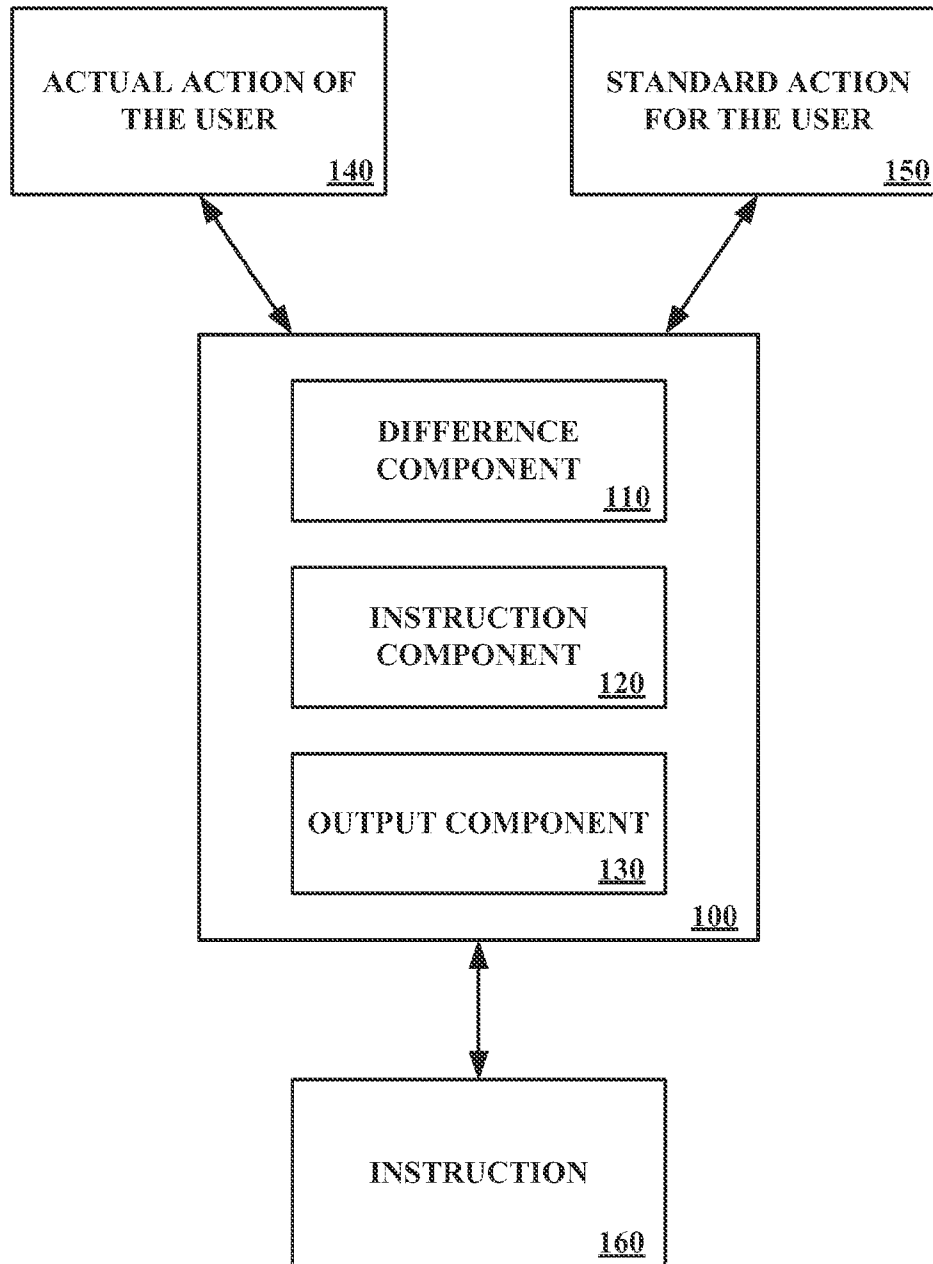 ACTUAL ACTION OF
THE USER
140
STANDARD ACTION
FOR THE USER
150
DIFFERENCE
COMPONENT
110
INSTRUCTION
COMPONENT
120
OUTPUT COMPONENT
130
100
INSTRUCTION
160